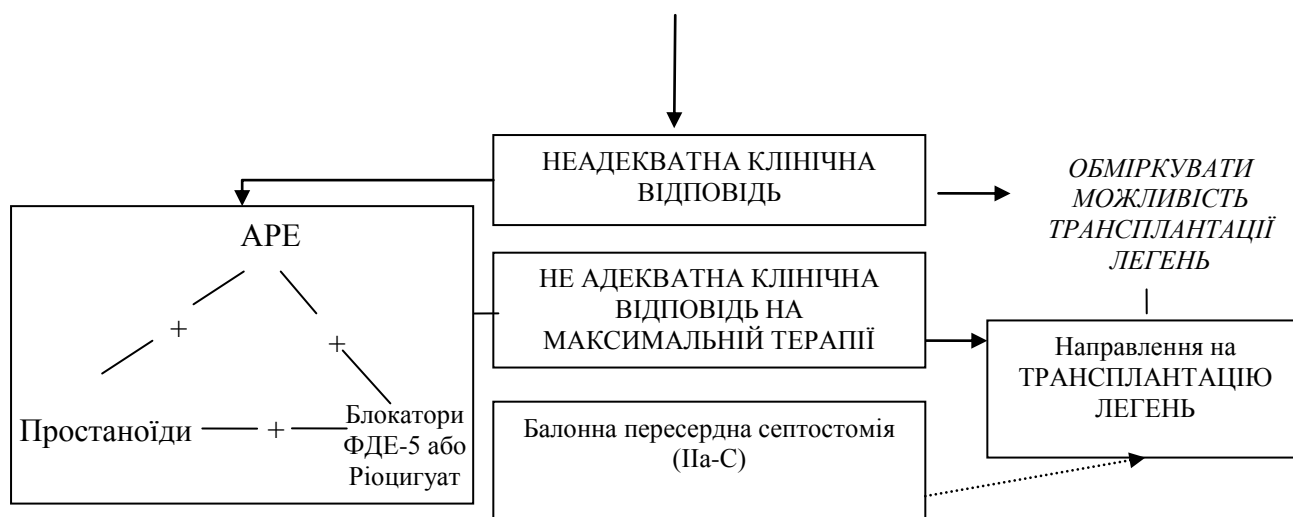 НЕАДЕКВАТНА КЛІНІЧНА
ВІДПОВІДЬ
ОБМІРКУВАТИ
МОЖЛИВІСТЬ
ТРАНСПЛАНТАЦІЇ
ЛЕГЕНЬ
АРЕ
+
+
Простаноїди
+
Блокатори
ФДЕ-5 або
Ріоцигуат
НЕ АДЕКВАТНА КЛІНІЧНА
ВІДПОВІДЬ НА
МАКСИМАЛЬНІЙ ТЕРАПІЇ
Направлення на
ТРАНСПЛАНТАЦІЮ
ЛЕГЕНЬ
Балонна пересердна септостомія
(IIa-C)